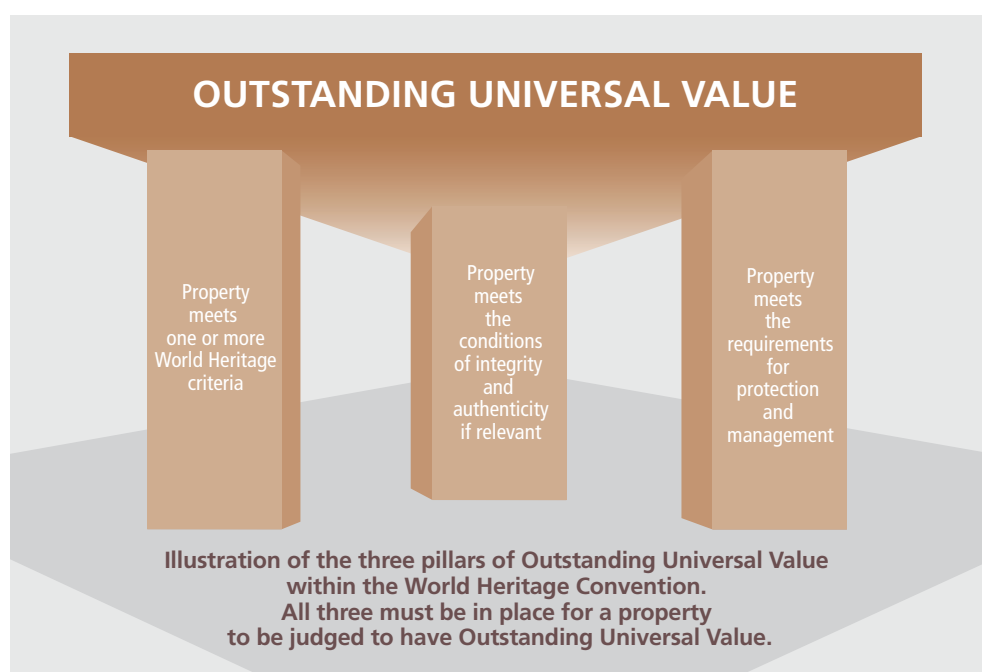 OUTSTANDING UNIVERSAL VALUE
Property
meets
one or more
World Heritage
criteria
Property
meets
the
conditions
of integrity
and
authenticity
if relevant
Property
meets
the
requirements
for
protection
and
management
Illustration of the three pillars of Outstanding Universal Value
within the World Heritage Convention.
All three must be in place for a property
to be judged to have Outstanding Universal Value.